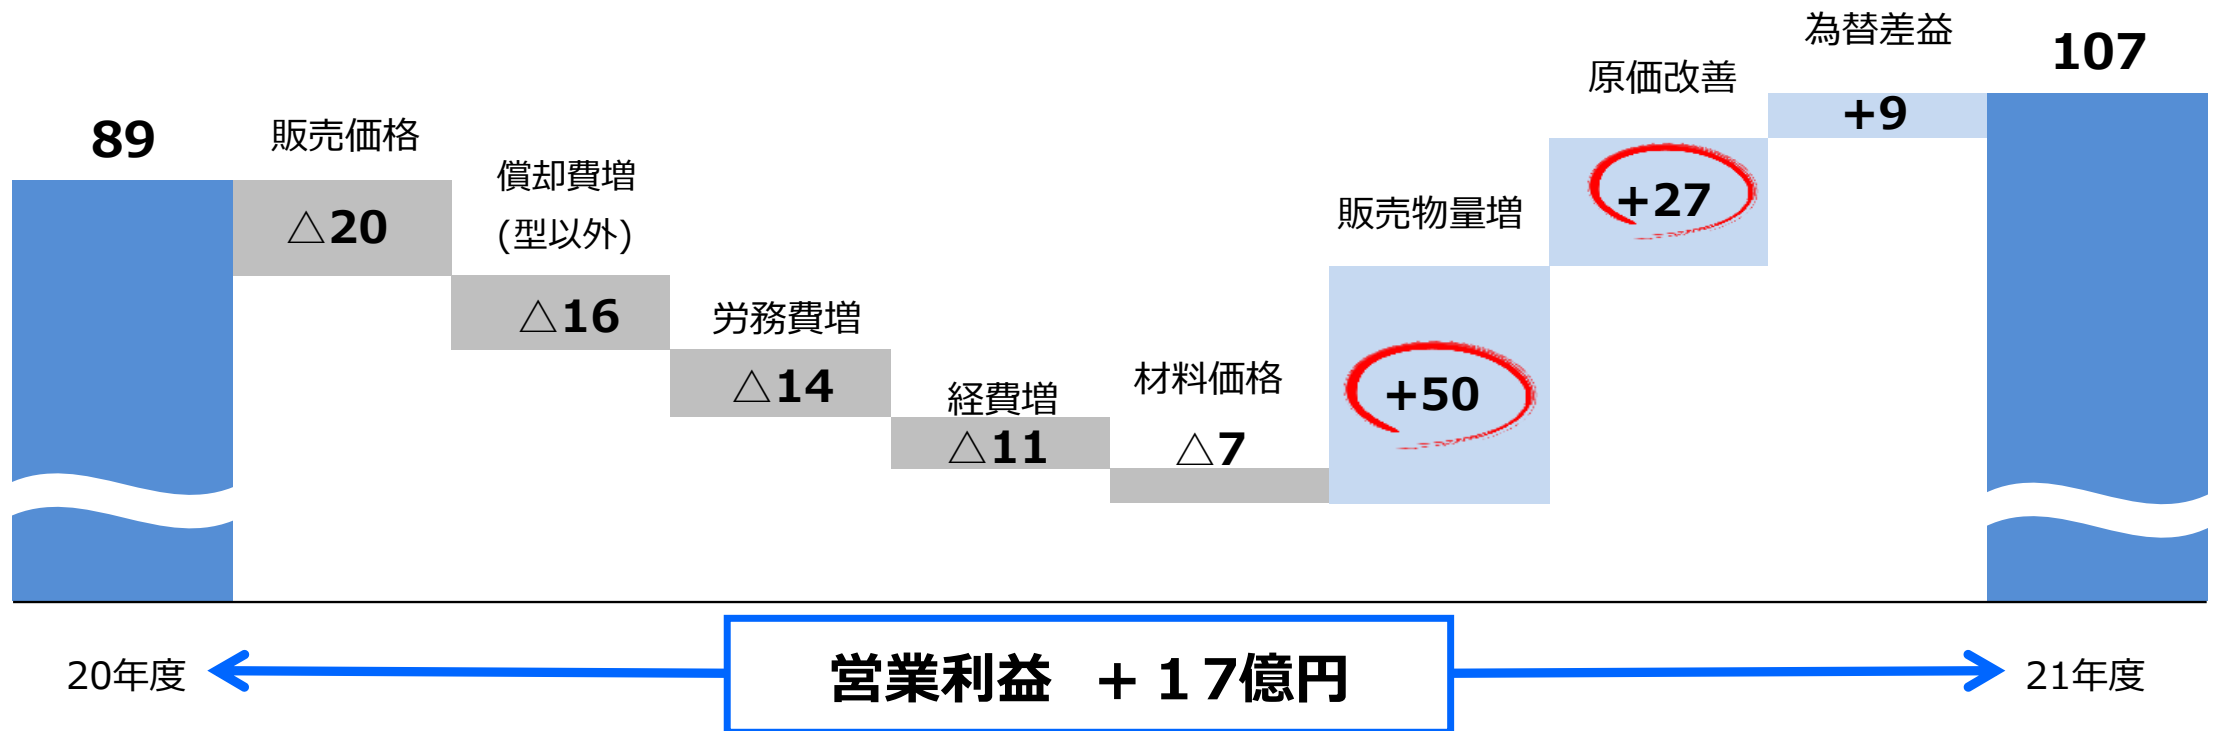 89
販売価格
△20
償却費増
(型以外)
△16
労務費増
△14
経費増
△11
材料価格
△7
販売物量増
+50
原価改善
+27
為替差益
+9
107
20年度
営業利益　+１7億円
21年度